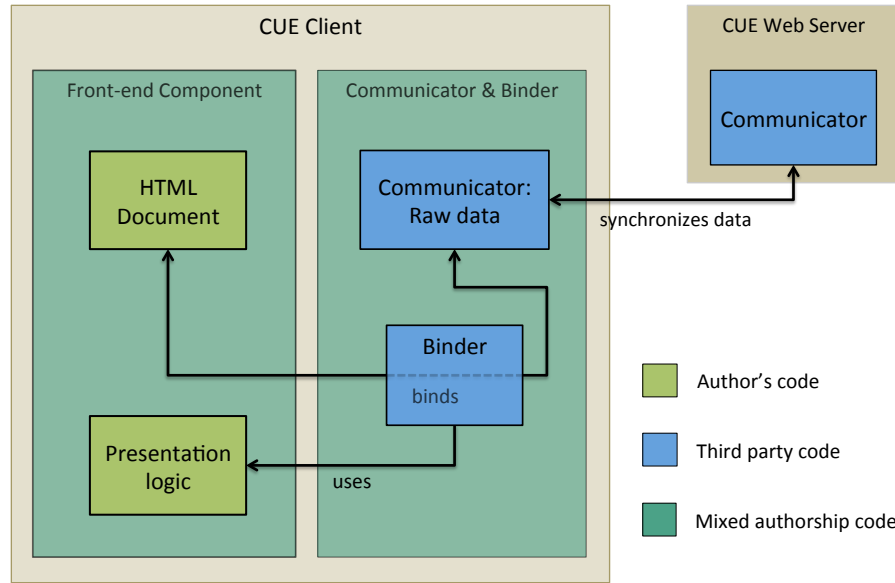 CUE Client
CUE Web Server
Front-end Component
Communicator & Binder
Communicator
HTML
Document
Communicator:
Raw data
synchronizes data
Binder
binds
Author's code
Presentation
logic
uses
Third party code
Mixed authorship code